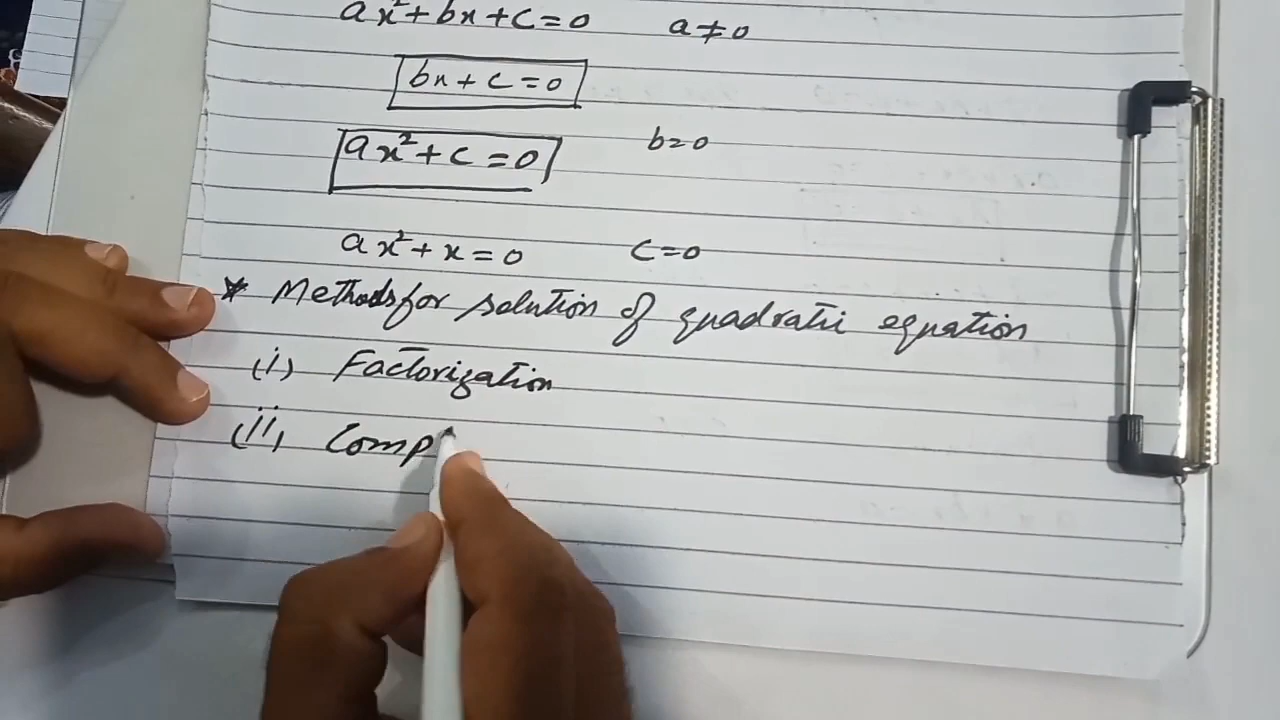 ax²+bx+c=0 a≠0
bx+c=0
ax²+c=0 b=0
ax²+x=0 c=0
* Methods for solution of quadratic equation
(i) Factorization
(ii) Comp